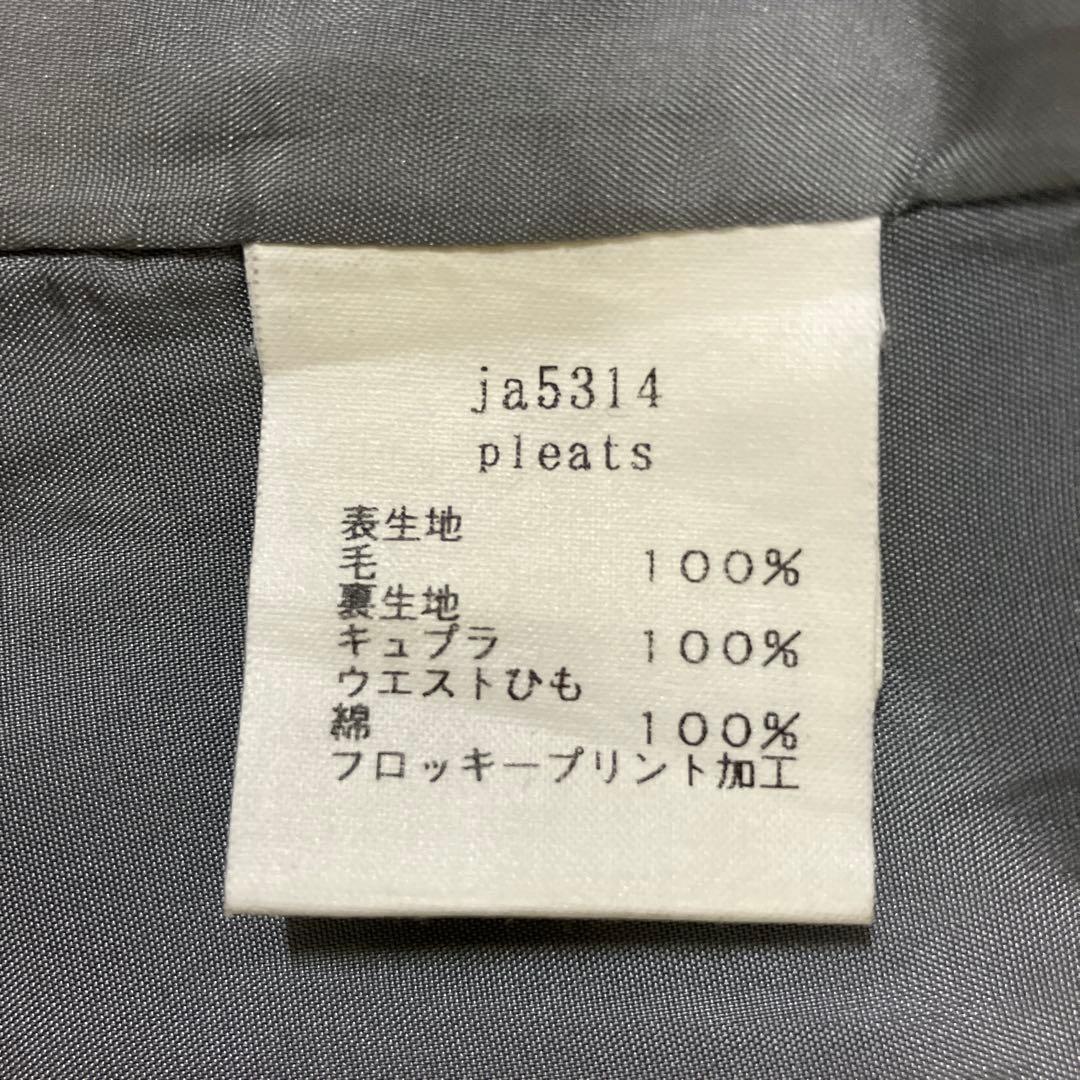 ja5314
pleats
表生地
毛 １００％
裏生地
キュプラ １００％
ウエストひも
綿 １００％
フロッキープリント加工